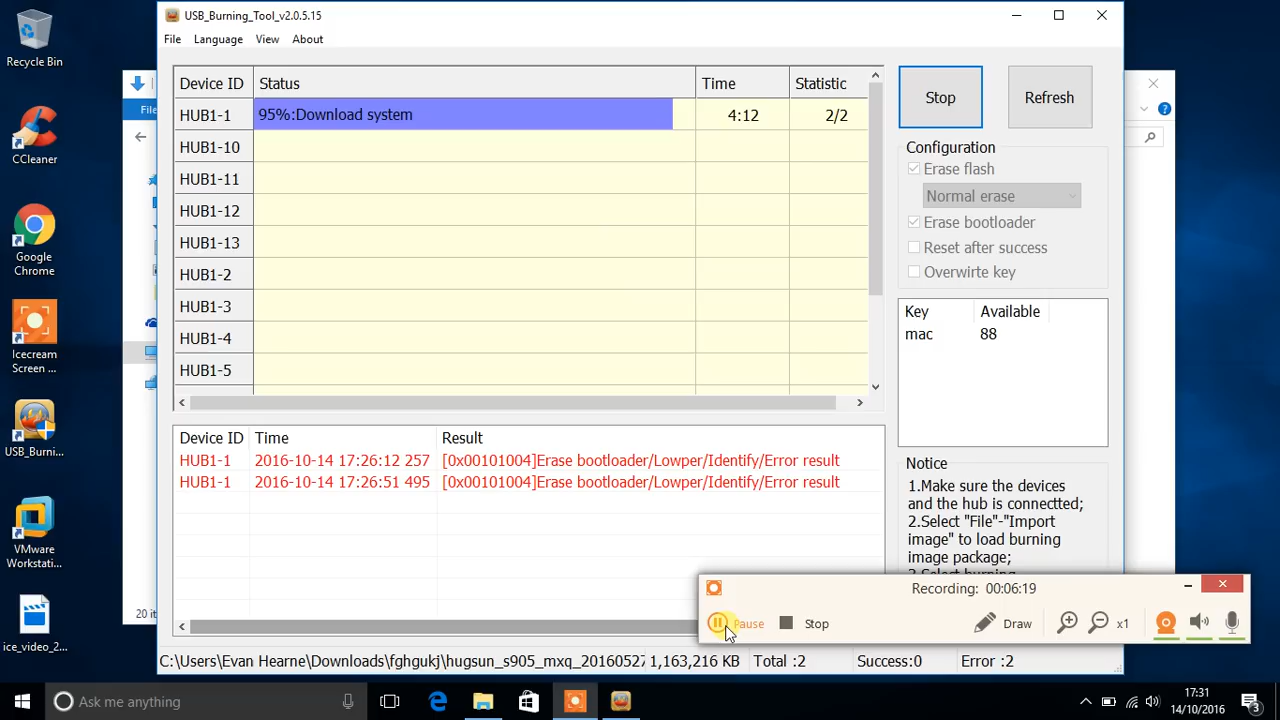 USB_Burning_Tool_v2.0.5.15
File Language View About
Recycle Bin
CCleaner
Google
Chrome
Icecream
Screen ...
USB_Burni...
VMware
Workstati...
ice_video_2...
File
20 it
Device ID Status Time Statistic
HUB1-1 95%:Download system 4:12 2/2
HUB1-10
HUB1-11
HUB1-12
HUB1-13
HUB1-2
HUB1-3
HUB1-4
HUB1-5
Stop Refresh
Configuration
Erase flash
Normal erase
Erase bootloader
Reset after success
Overwirte key
Key Available
mac 88
Device ID Time Result
HUB1-1 2016-10-14 17:26:12 257 [0x00101004]Erase bootloader/Lowper/Identify/Error result
HUB1-1 2016-10-14 17:26:51 495 [0x00101004]Erase bootloader/Lowper/Identify/Error result
Notice
1.Make sure the devices
and the hub is connectted;
2.Select "File"-"Import
image" to load burning
image package;
Recording: 00:06:19
Pause Stop Draw x1
C:\Users\Evan Hearne\Downloads\fghgukj\hugsun_s905_mxq_20160527 1,163,216 KB Total :2 Success:0 Error :2
Ask me anything
17:31
14/10/2016
3